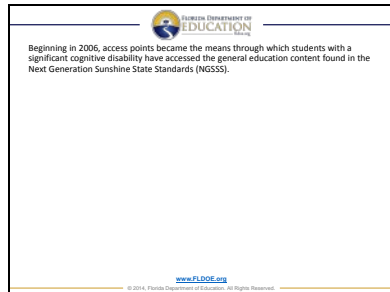 FLORIDA DEPARTMENT OF
EDUCATION
fldoe.org
Beginning in 2006, access points became the means through which students with a
significant cognitive disability have accessed the general education content found in the
Next Generation Sunshine State Standards (NGSSS).
www.FLDOE.org
© 2014, Florida Department of Education. All Rights Reserved.